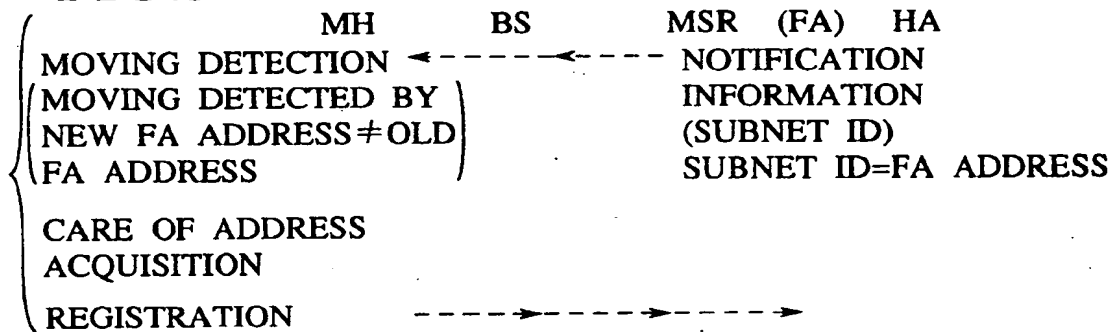 MH BS MSR (FA) HA
MOVING DETECTION NOTIFICATION
MOVING DETECTED BY INFORMATION
NEW FA ADDRESS≠OLD (SUBNET ID)
FA ADDRESS SUBNET ID=FA ADDRESS
CARE OF ADDRESS
ACQUISITION
REGISTRATION